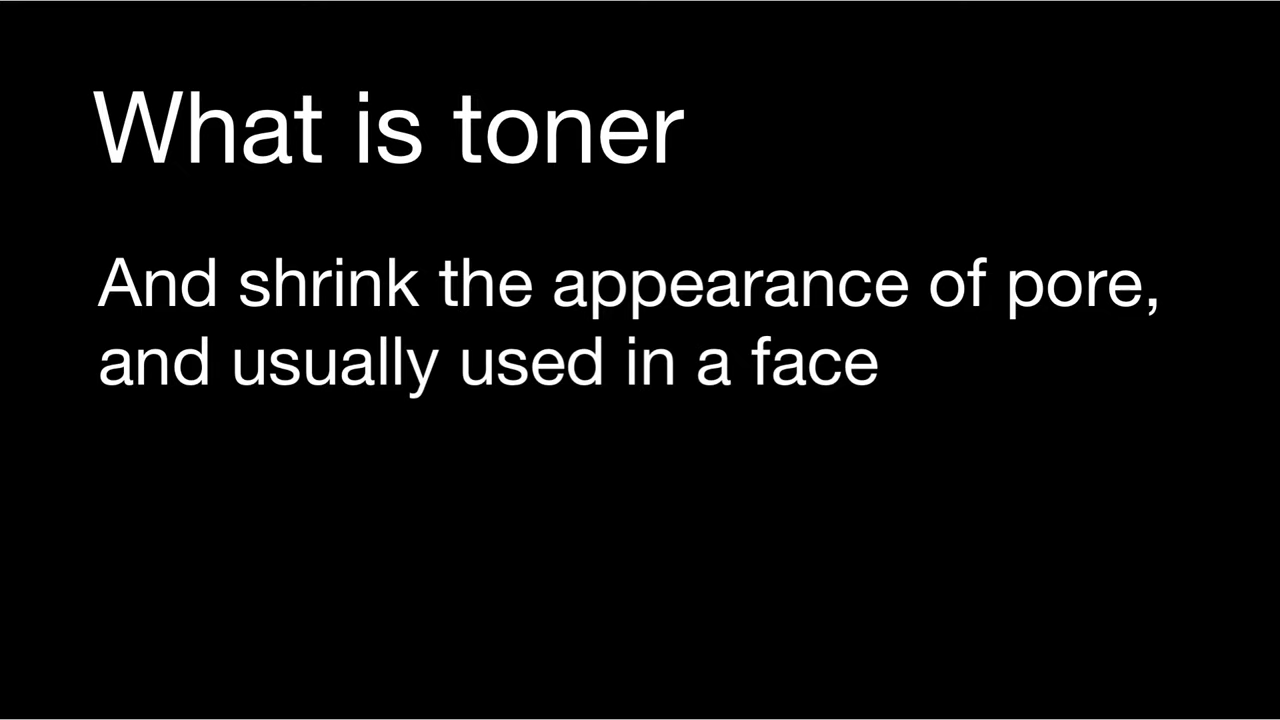 What is toner
And shrink the appearance of pore,
and usually used in a face